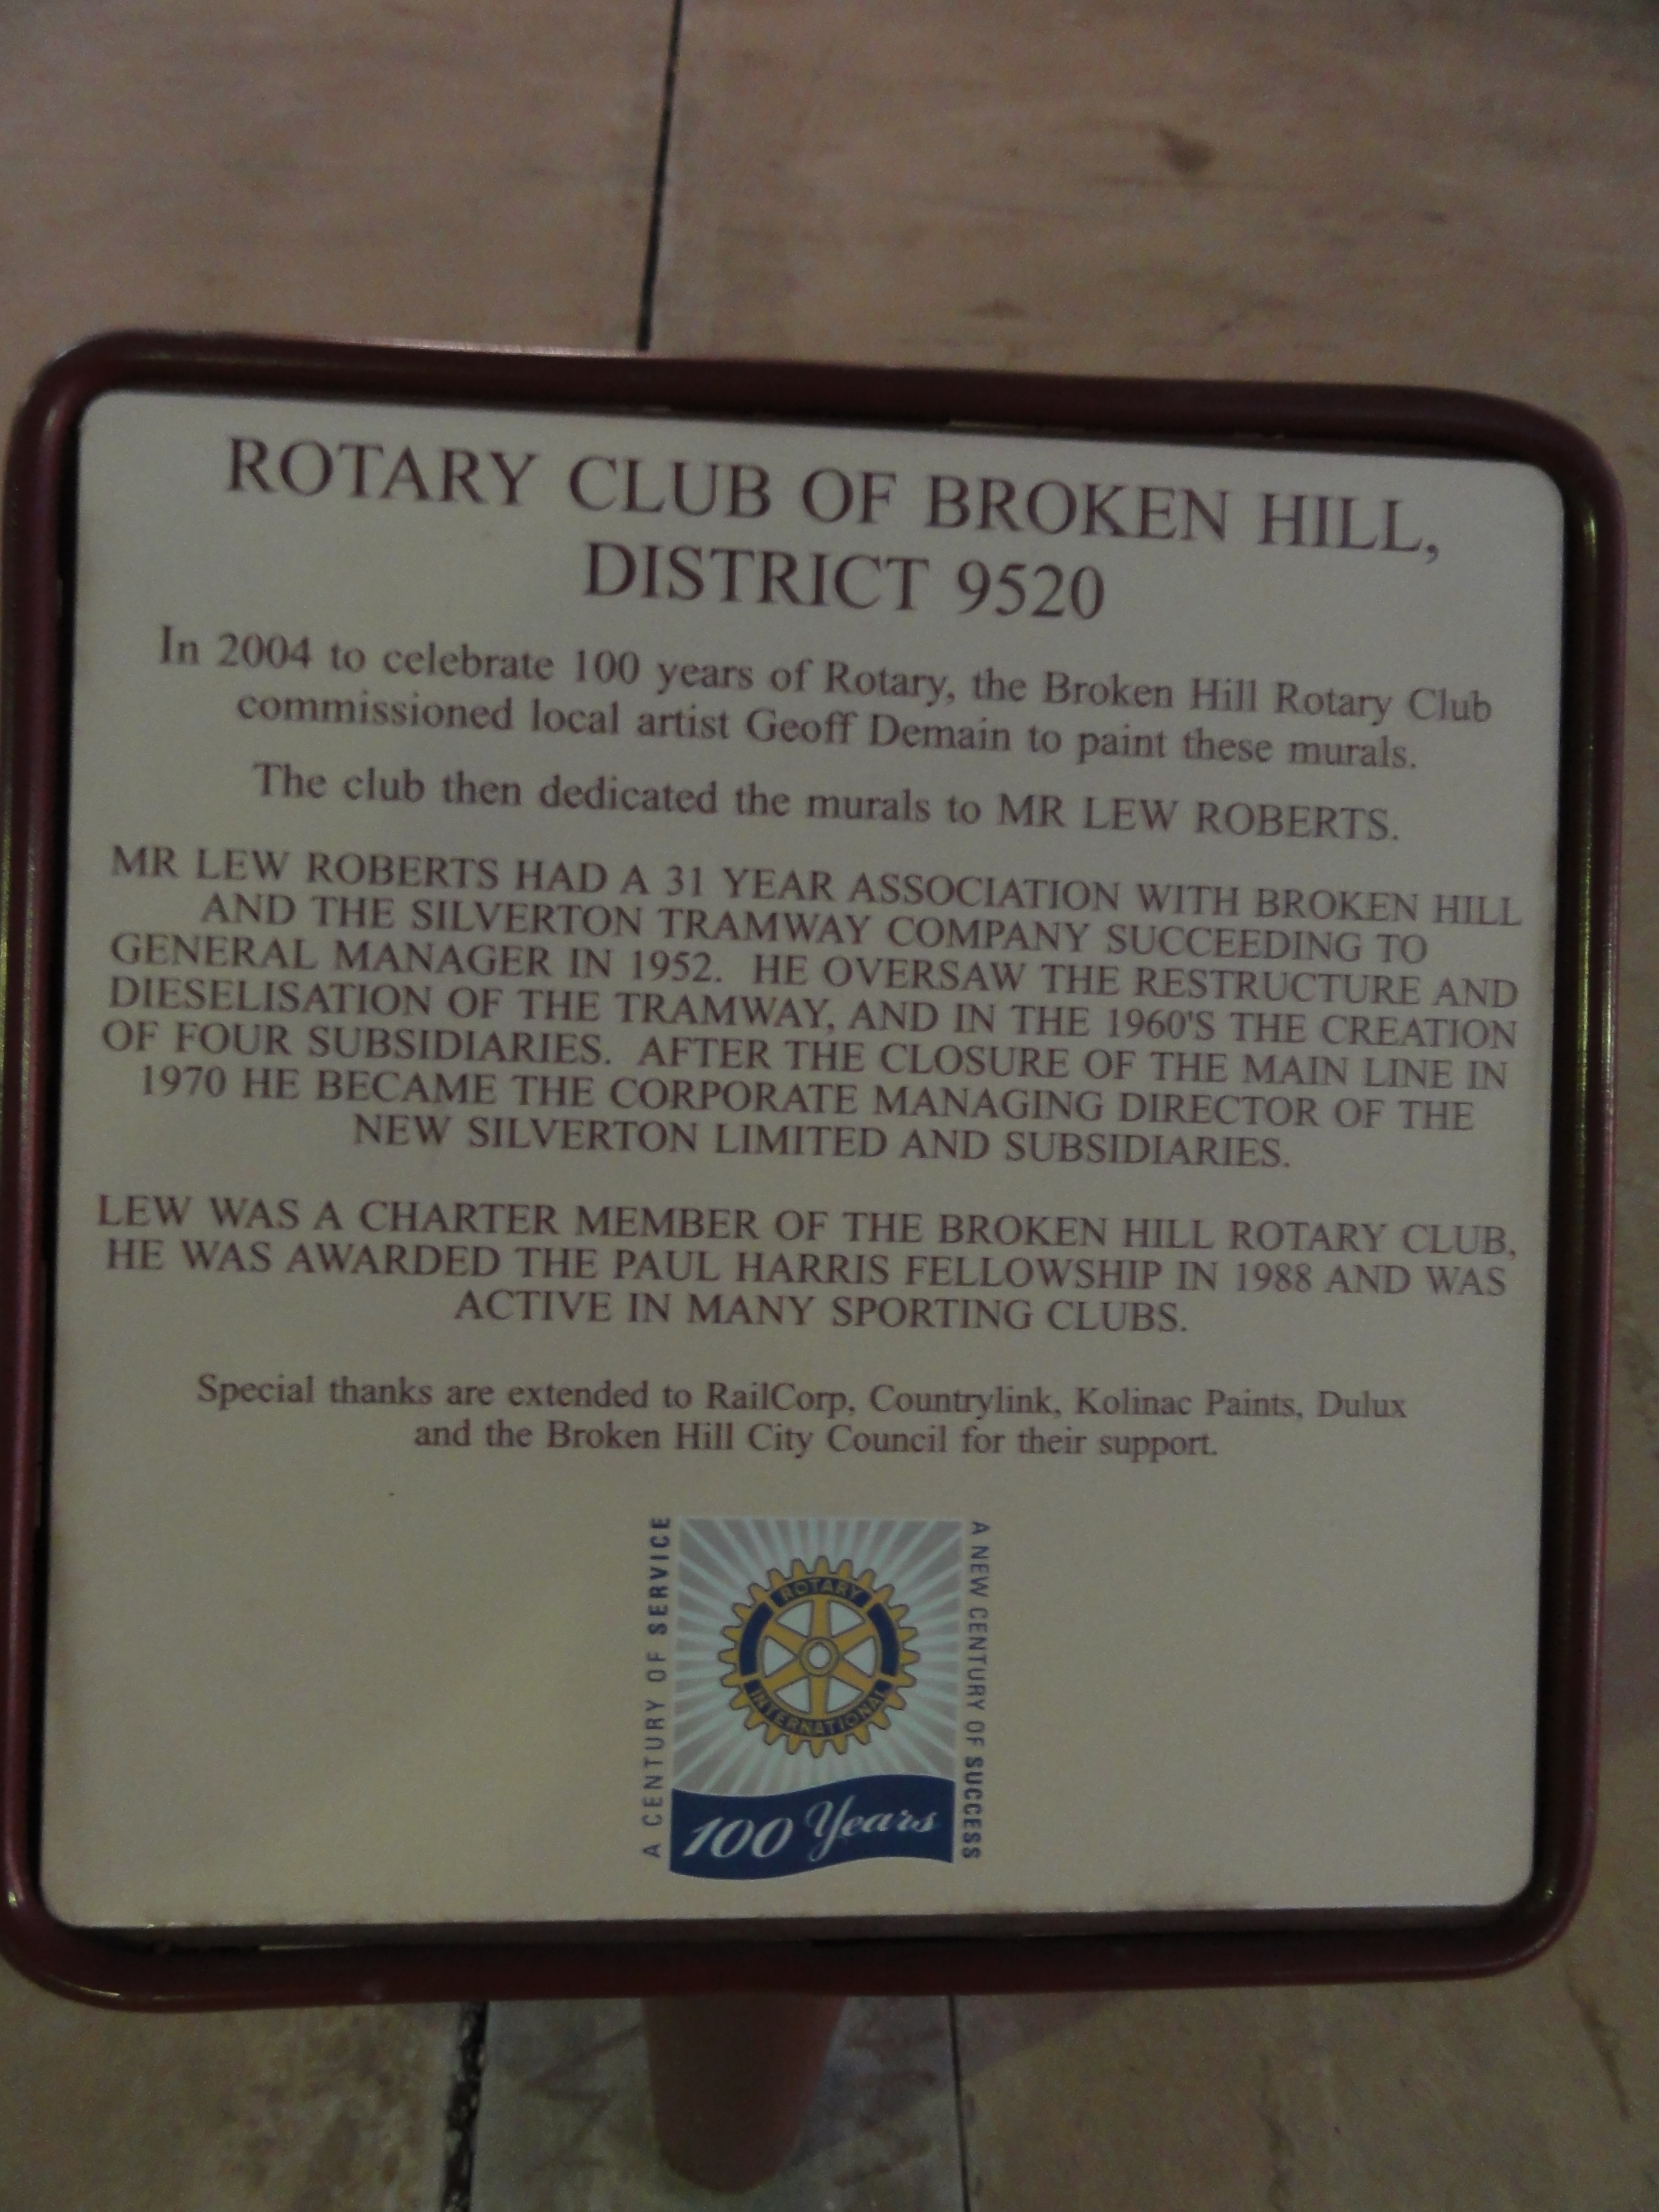 ROTARY CLUB OF BROKEN HILL,
DISTRICT 9520
In 2004 to celebrate 100 years of Rotary, the Broken Hill Rotary Club
commissioned local artist Geoff Demain to paint these murals.
The club then dedicated the murals to MR LEW ROBERTS.
MR LEW ROBERTS HAD A 31 YEAR ASSOCIATION WITH BROKEN HILL
AND THE SILVERTON TRAMWAY COMPANY SUCCEEDING TO
GENERAL MANAGER IN 1952. HE OVERSAW THE RESTRUCTURE AND
DIESELISATION OF THE TRAMWAY, AND IN THE 1960'S THE CREATION
OF FOUR SUBSIDIARIES. AFTER THE CLOSURE OF THE MAIN LINE IN
1970 HE BECAME THE CORPORATE MANAGING DIRECTOR OF THE
NEW SILVERTON LIMITED AND SUBSIDIARIES.
LEW WAS A CHARTER MEMBER OF THE BROKEN HILL ROTARY CLUB,
HE WAS AWARDED THE PAUL HARRIS FELLOWSHIP IN 1988 AND WAS
ACTIVE IN MANY SPORTING CLUBS.
Special thanks are extended to RailCorp, Countrylink, Kolinac Paints, Dulux
and the Broken Hill City Council for their support.
A CENTURY OF SERVICE
ROTARY
INTERNATIONAL
100 Years
A NEW CENTURY OF SUCCESS